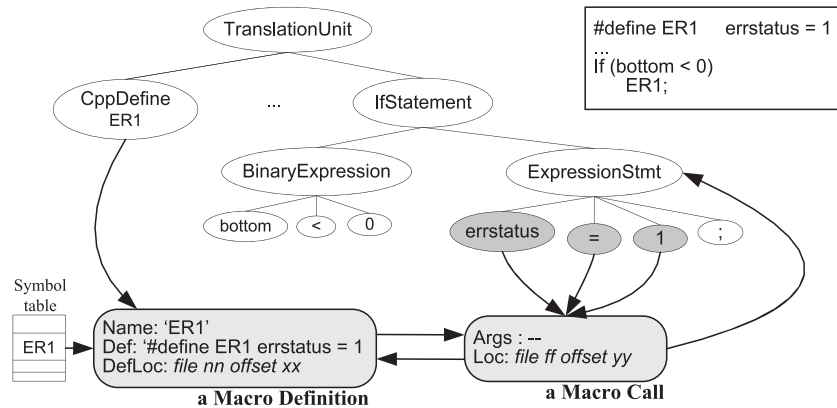 TranslationUnit
#define ER1 errstatus = 1
...
If (bottom < 0)
ER1;
CppDefine
ER1
...
IfStatement
BinaryExpression
ExpressionStmt
bottom
<
0
errstatus
=
1
;
Symbol
table
ER1
Name: ‘ER1’
Def: ‘#define ER1 errstatus = 1
DefLoc: file nn offset xx
a Macro Definition
Args : --
Loc: file ff offset yy
a Macro Call